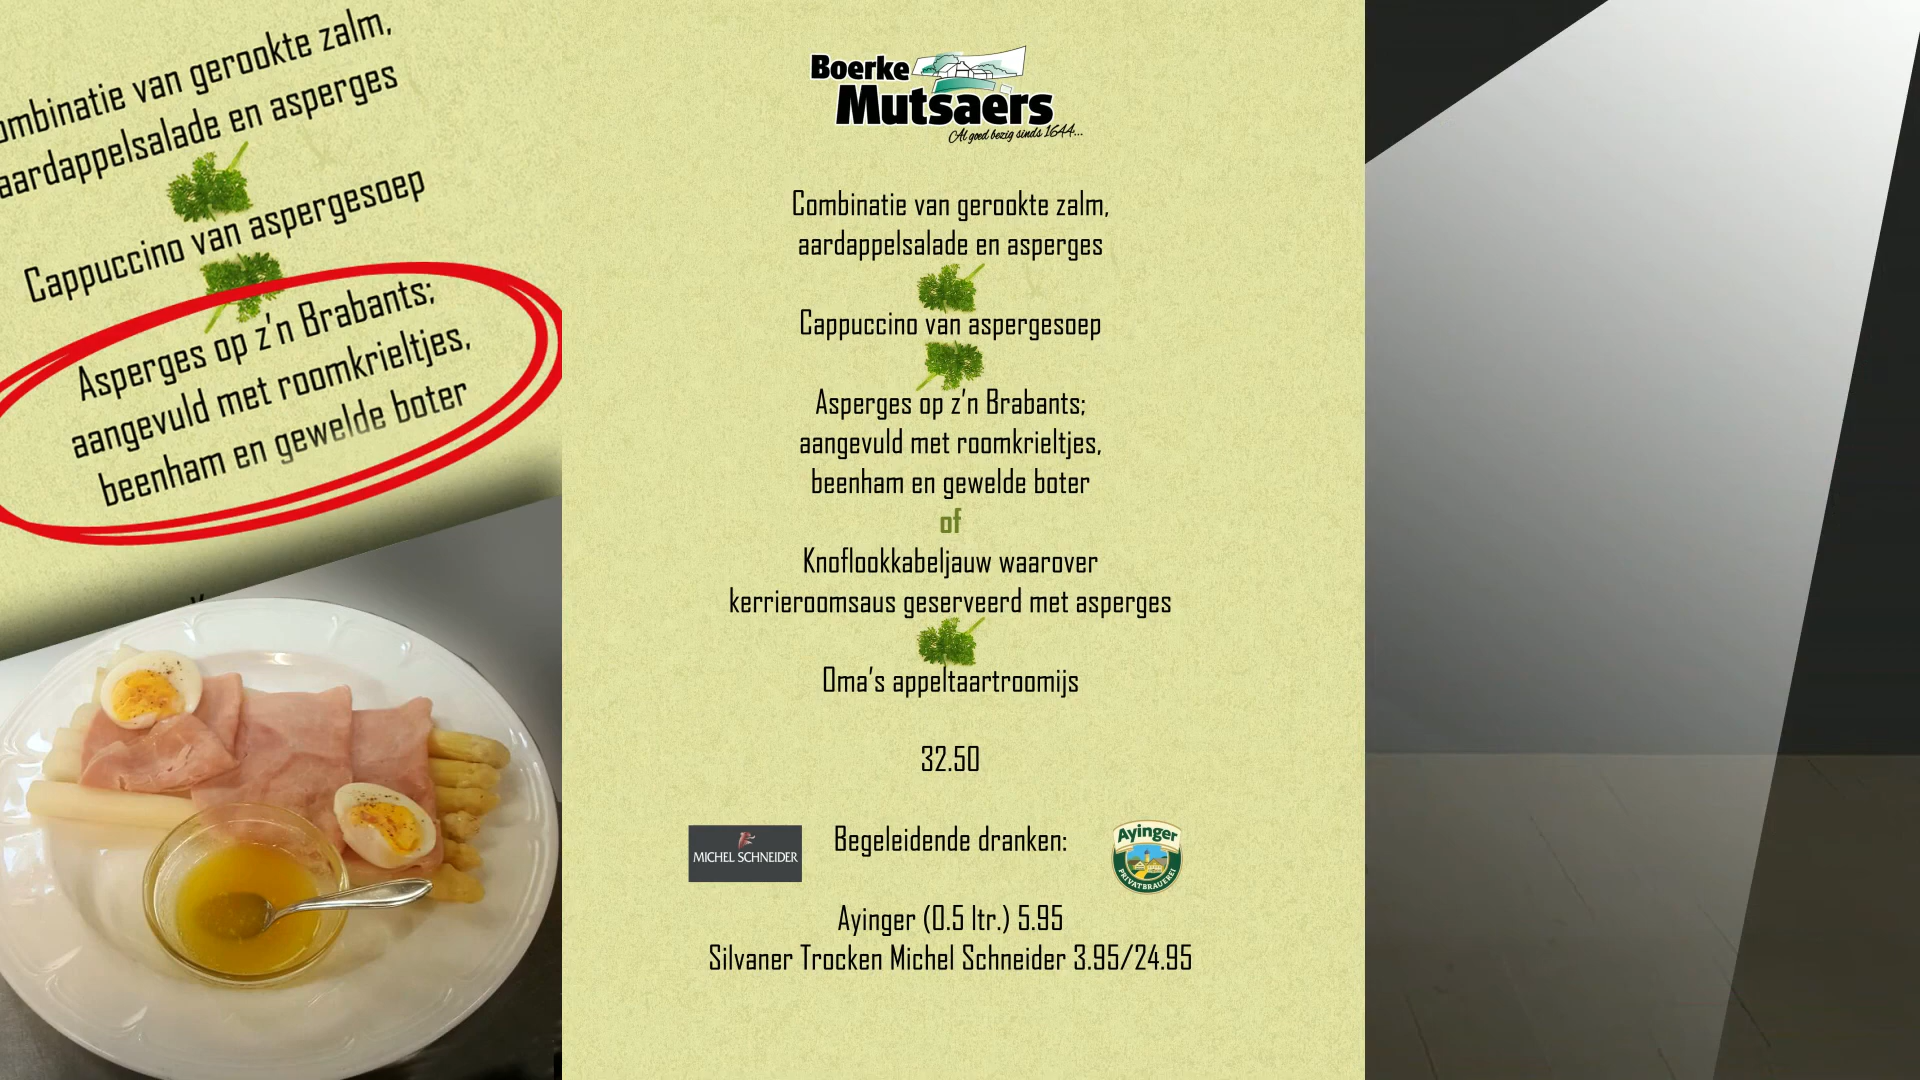 ombinatie van gerookte zalm,
aardappelsalade en asperges
Cappuccino van aspergesoep
Asperges op z'n Brabants;
aangevuld met roomkrieltjes,
beenham en gewelde boter
Boerke
Mutsaers
Al goed bezig sinds 1644...
Combinatie van gerookte zalm,
aardappelsalade en asperges
Cappuccino van aspergesoep
Asperges op z'n Brabants;
aangevuld met roomkrieltjes,
beenham en gewelde boter
of
Knoflookkabeljauw waarover
kerrieroomsaus geserveerd met asperges
Oma's appeltaartroomijs
32.50
MICHEL SCHNEIDER
Begeleidende dranken:
Ayinger
PRIVATBRAUEREI
Ayinger (0.5 ltr.) 5.95
Silvaner Trocken Michel Schneider 3.95/24.95